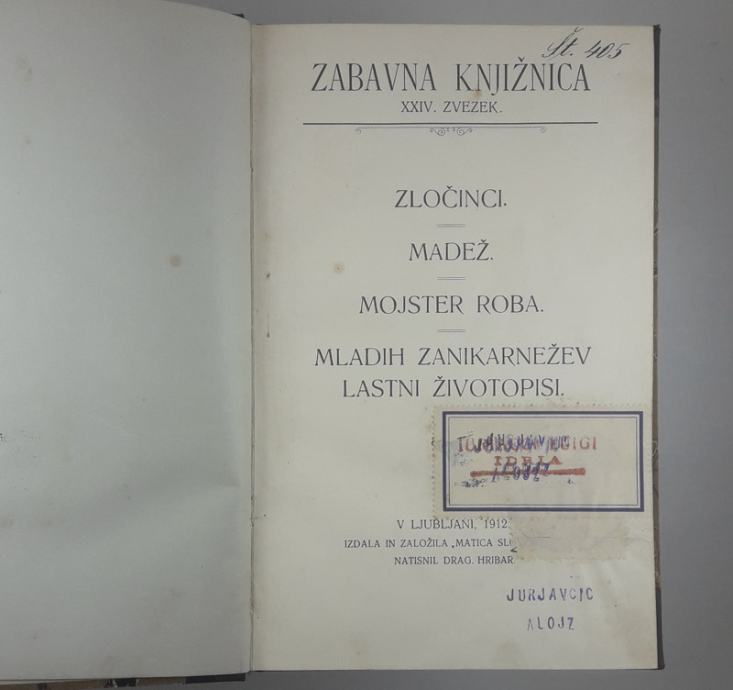 Št. 405
ZABAVNA KNJIŽNICA
XXIV. ZVEZEK.
ZLOČINCI.
MADEŽ.
MOJSTER ROBA.
MLADIH ZANIKARNEŽEV
LASTNI ŽIVOTOPISI.
IDRIJA
V LJUBLJANI, 1912.
IZDALA IN ZALOŽILA „MATICA
NATISNIL DRAG. HRIBAR.
JURJAVCIC
ALOJZ